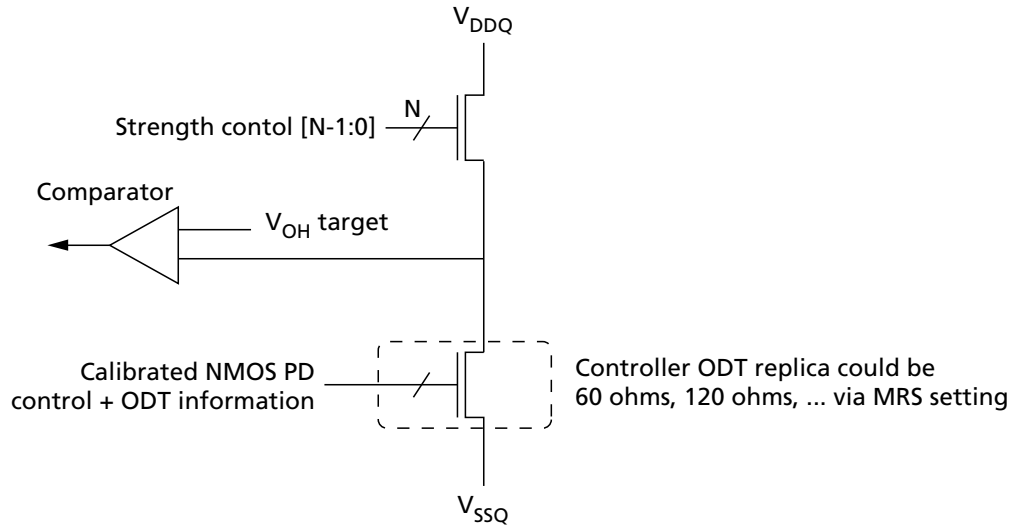 VDDQ
N
Strength contol [N-1:0]
Comparator
VOH target
Calibrated NMOS PD
control + ODT information
Controller ODT replica could be
60 ohms, 120 ohms, ... via MRS setting
VSSQ